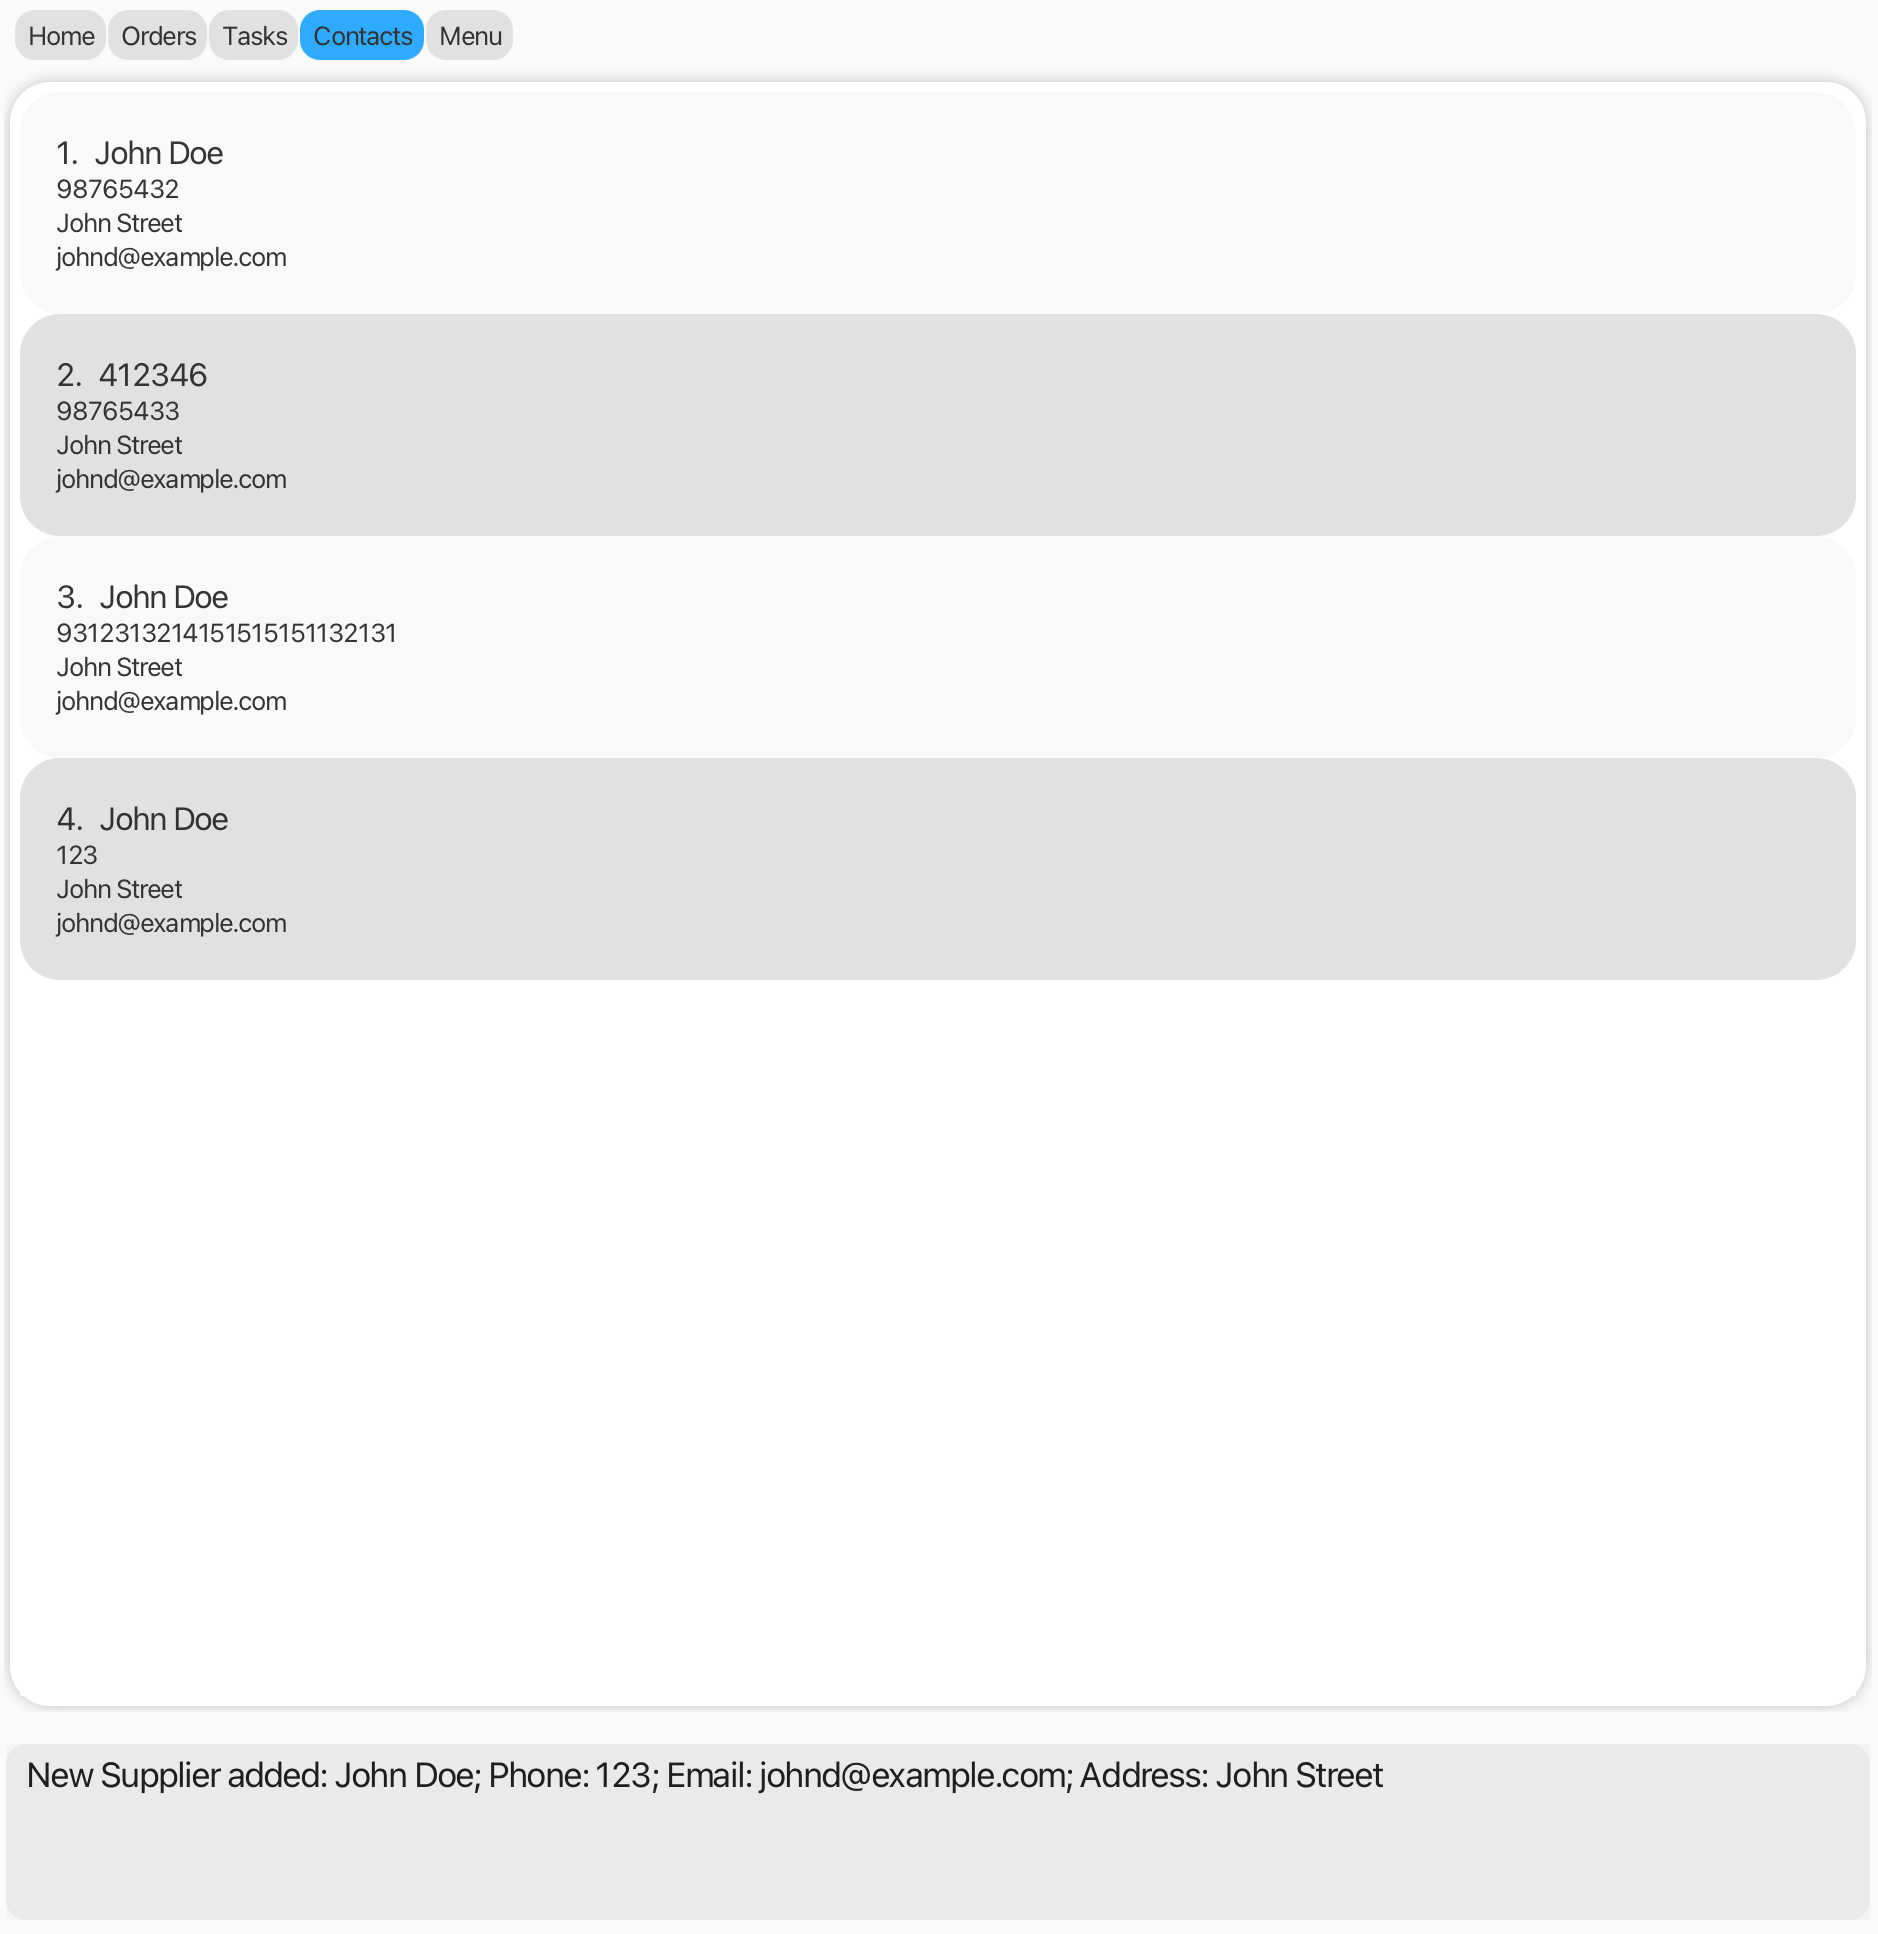 Home Orders Tasks Contacts Menu
1. John Doe
98765432
John Street
johnd@example.com
2. 412346
98765433
John Street
johnd@example.com
3. John Doe
9312313214151515151132131
John Street
johnd@example.com
4. John Doe
123
John Street
johnd@example.com
New Supplier added: John Doe; Phone: 123; Email: johnd@example.com; Address: John Street